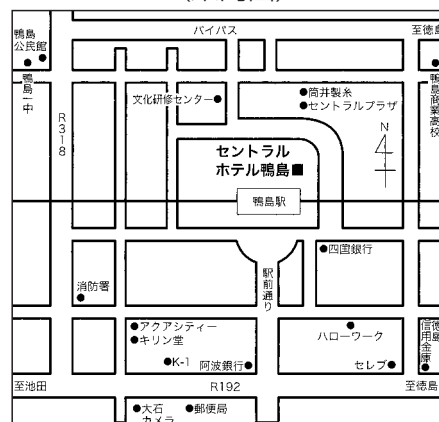 バイパス
至徳島
鴨島
公民館
鴨島一中
R318
文化研修センター
筒井製糸
セントラルプラザ
鴨島商業高校
N
セントラル
ホテル鴨島
鴨島駅
四国銀行
駅前通り
消防署
アクアシティー
キリン堂
K-1
阿波銀行
ハローワーク
セレブ
徳島
信用金庫
至池田
R192
至徳島
大石
カメラ
郵便局